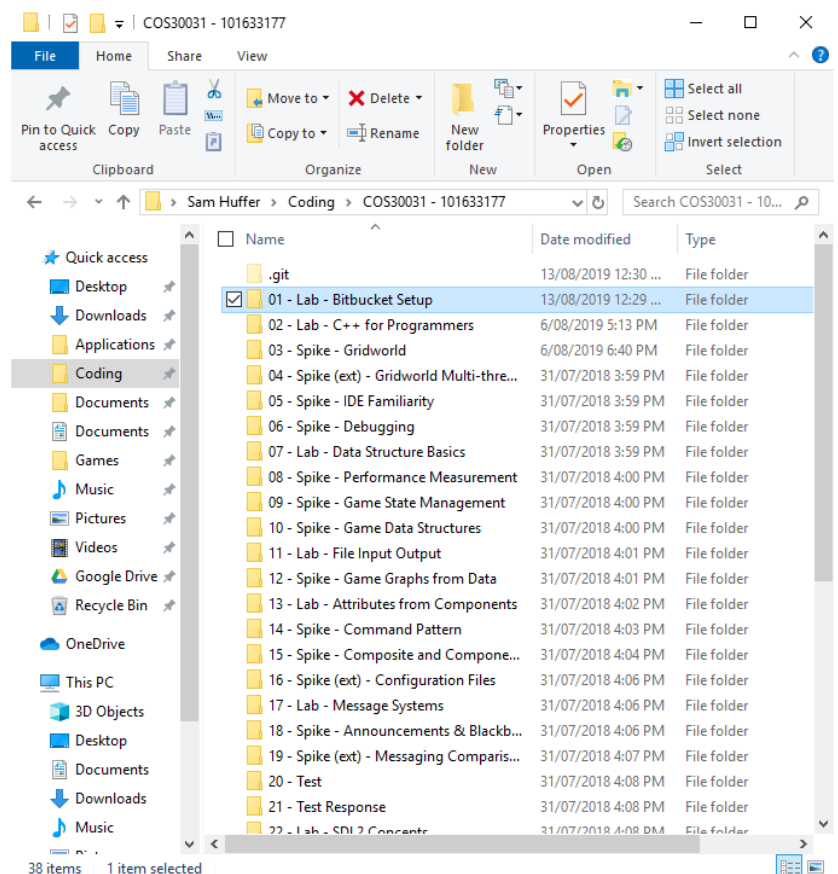 COS30031 - 101633177
File Home Share View
Pin to Quick access
Copy
Paste
Clipboard
Move to
Copy to
Delete
Rename
Organize
New folder
New
Properties
Open
Select all
Select none
Invert selection
Select
Sam Huffer > Coding > COS30031 - 101633177
Search COS30031 - 10...
Quick access
Desktop
Downloads
Applications
Coding
Documents
Documents
Games
Music
Pictures
Videos
Google Drive
Recycle Bin
OneDrive
This PC
3D Objects
Desktop
Documents
Downloads
Music
Name Date modified Type
.git 13/08/2019 12:30 ... File folder
01 - Lab - Bitbucket Setup 13/08/2019 12:29 ... File folder
02 - Lab - C++ for Programmers 6/08/2019 5:13 PM File folder
03 - Spike - Gridworld 6/08/2019 6:40 PM File folder
04 - Spike (ext) - Gridworld Multi-thre... 31/07/2018 3:59 PM File folder
05 - Spike - IDE Familiarity 31/07/2018 3:59 PM File folder
06 - Spike - Debugging 31/07/2018 3:59 PM File folder
07 - Lab - Data Structure Basics 31/07/2018 3:59 PM File folder
08 - Spike - Performance Measurement 31/07/2018 4:00 PM File folder
09 - Spike - Game State Management 31/07/2018 4:00 PM File folder
10 - Spike - Game Data Structures 31/07/2018 4:00 PM File folder
11 - Lab - File Input Output 31/07/2018 4:01 PM File folder
12 - Spike - Game Graphs from Data 31/07/2018 4:01 PM File folder
13 - Lab - Attributes from Components 31/07/2018 4:02 PM File folder
14 - Spike - Command Pattern 31/07/2018 4:03 PM File folder
15 - Spike - Composite and Compone... 31/07/2018 4:04 PM File folder
16 - Spike (ext) - Configuration Files 31/07/2018 4:06 PM File folder
17 - Lab - Message Systems 31/07/2018 4:06 PM File folder
18 - Spike - Announcements & Blackb... 31/07/2018 4:06 PM File folder
19 - Spike (ext) - Messaging Comparis... 31/07/2018 4:07 PM File folder
20 - Test 31/07/2018 4:08 PM File folder
21 - Test Response 31/07/2018 4:08 PM File folder
22 - Lab - SDL2 Concepts 31/07/2018 4:08 PM File folder
38 items 1 item selected